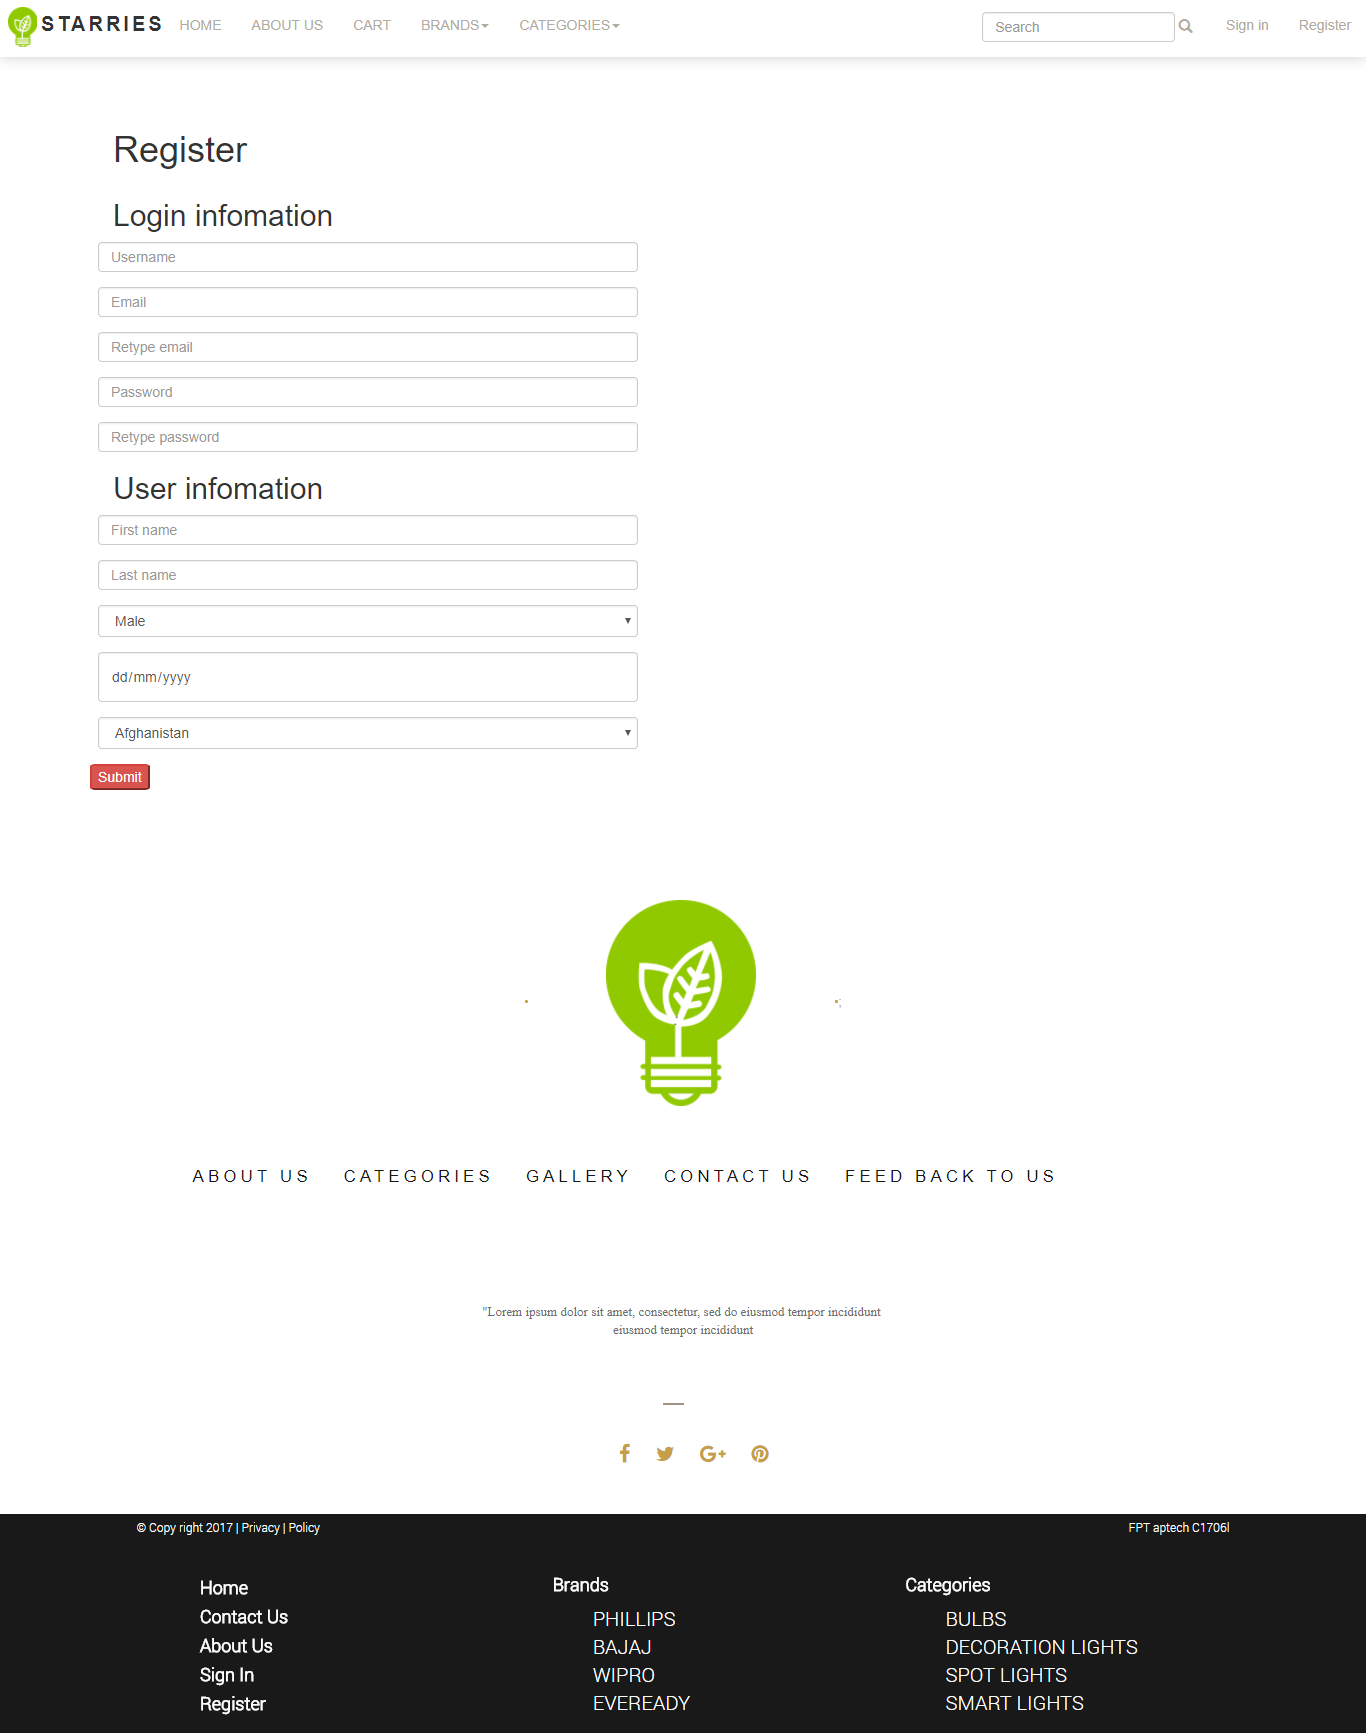 STARRIES HOME ABOUT US CART BRANDS CATEGORIES Search Sign in Register
Register
Login infomation
Username
Email
Retype email
Password
Retype password
User infomation
First name
Last name
Male
dd/mm/yyyy
Afghanistan
Submit
;
ABOUT US CATEGORIES GALLERY CONTACT US FEED BACK TO US
"Lorem ipsum dolor sit amet, consectetur, sed do eiusmod tempor incididunt
eiusmod tempor incididunt
© Copy right 2017 | Privacy | Policy FPT aptech C1706l
Home
Contact Us
About Us
Sign In
Register
Brands
PHILLIPS
BAJAJ
WIPRO
EVEREADY
Categories
BULBS
DECORATION LIGHTS
SPOT LIGHTS
SMART LIGHTS